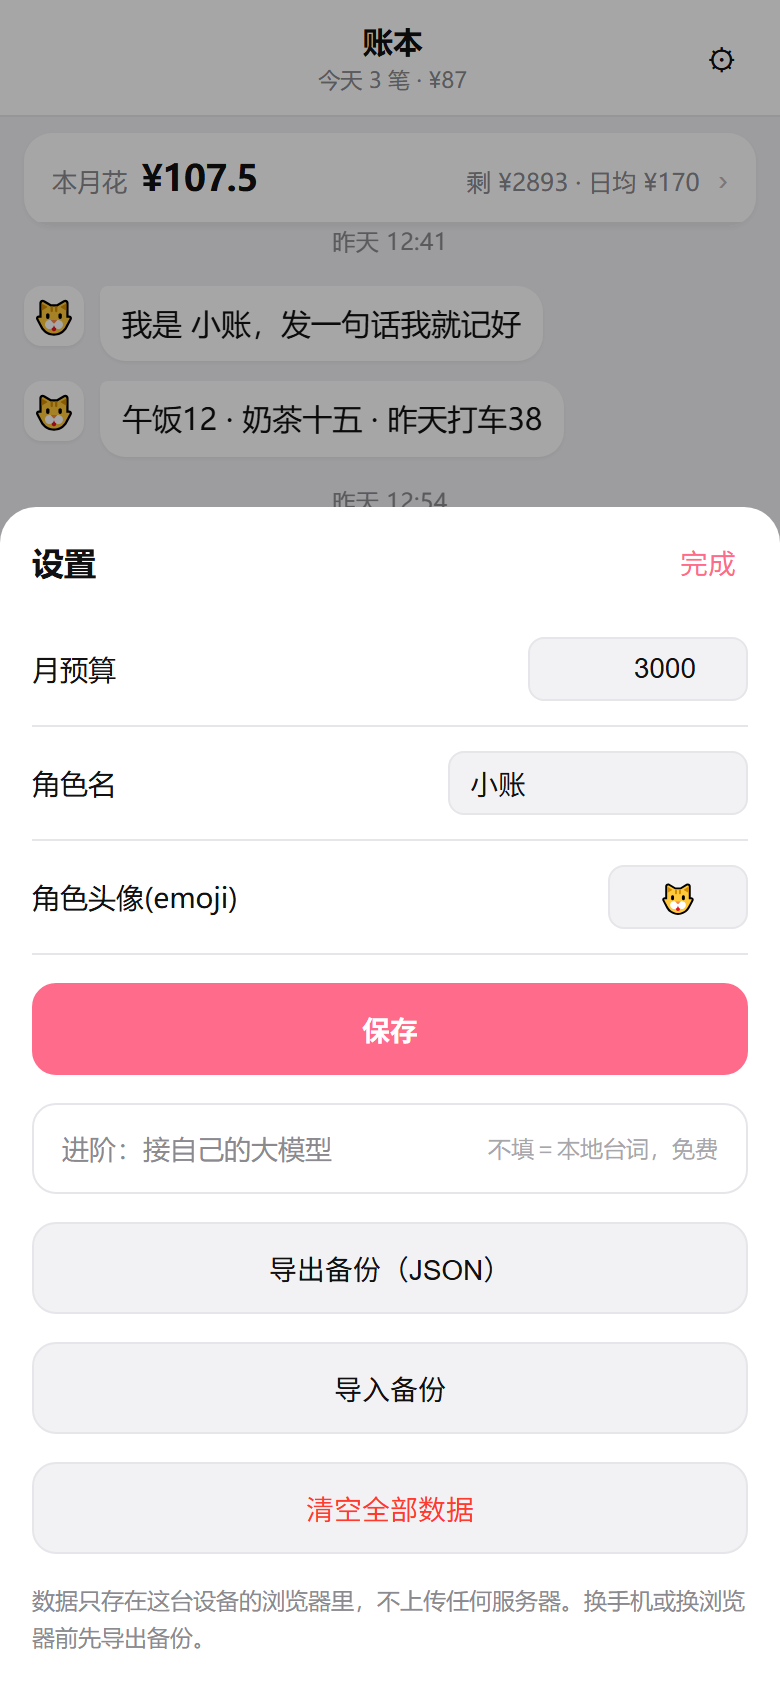 账本
今天 3 笔 · ¥87
本月花 ¥107.5
剩 ¥2893 · 日均 ¥170 ›
昨天 12:41
我是 小账，发一句话我就记好
午饭12 · 奶茶十五 · 昨天打车38
昨天 12:54
设置
完成
月预算
3000
角色名
小账
角色头像(emoji)
保存
进阶：接自己的大模型
不填＝本地台词，免费
导出备份（JSON）
导入备份
清空全部数据
数据只存在这台设备的浏览器里，不上传任何服务器。换手机或换浏览
器前先导出备份。